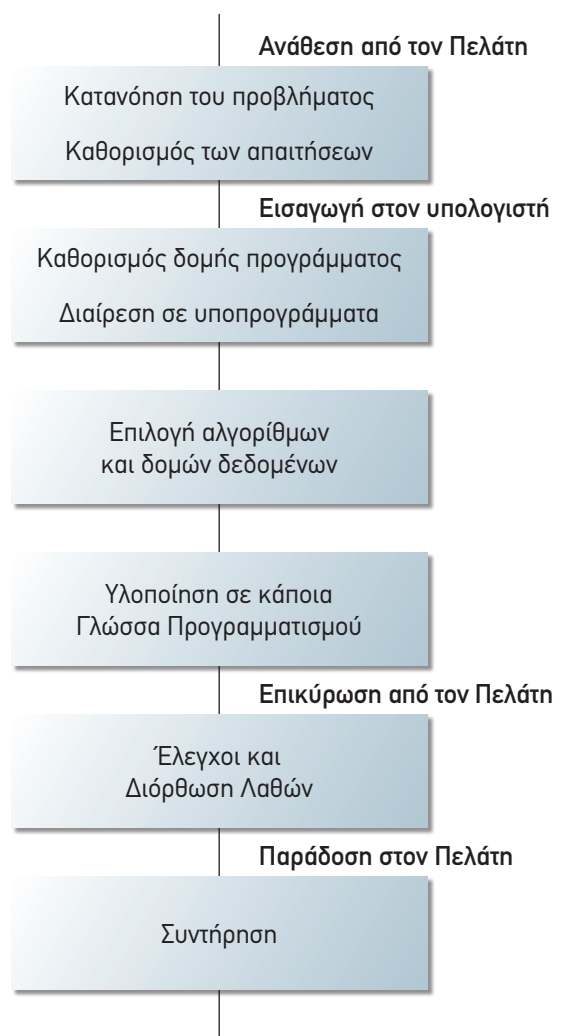 Ανάθεση από τον Πελάτη
Κατανόηση του προβλήματος
Καθορισμός των απαιτήσεων
Εισαγωγή στον υπολογιστή
Καθορισμός δομής προγράμματος
Διαίρεση σε υποπρογράμματα
Επιλογή αλγορίθμων
και δομών δεδομένων
Υλοποίηση σε κάποια
Γλώσσα Προγραμματισμού
Επικύρωση από τον Πελάτη
Έλεγχοι και
Διόρθωση Λαθών
Παράδοση στον Πελάτη
Συντήρηση